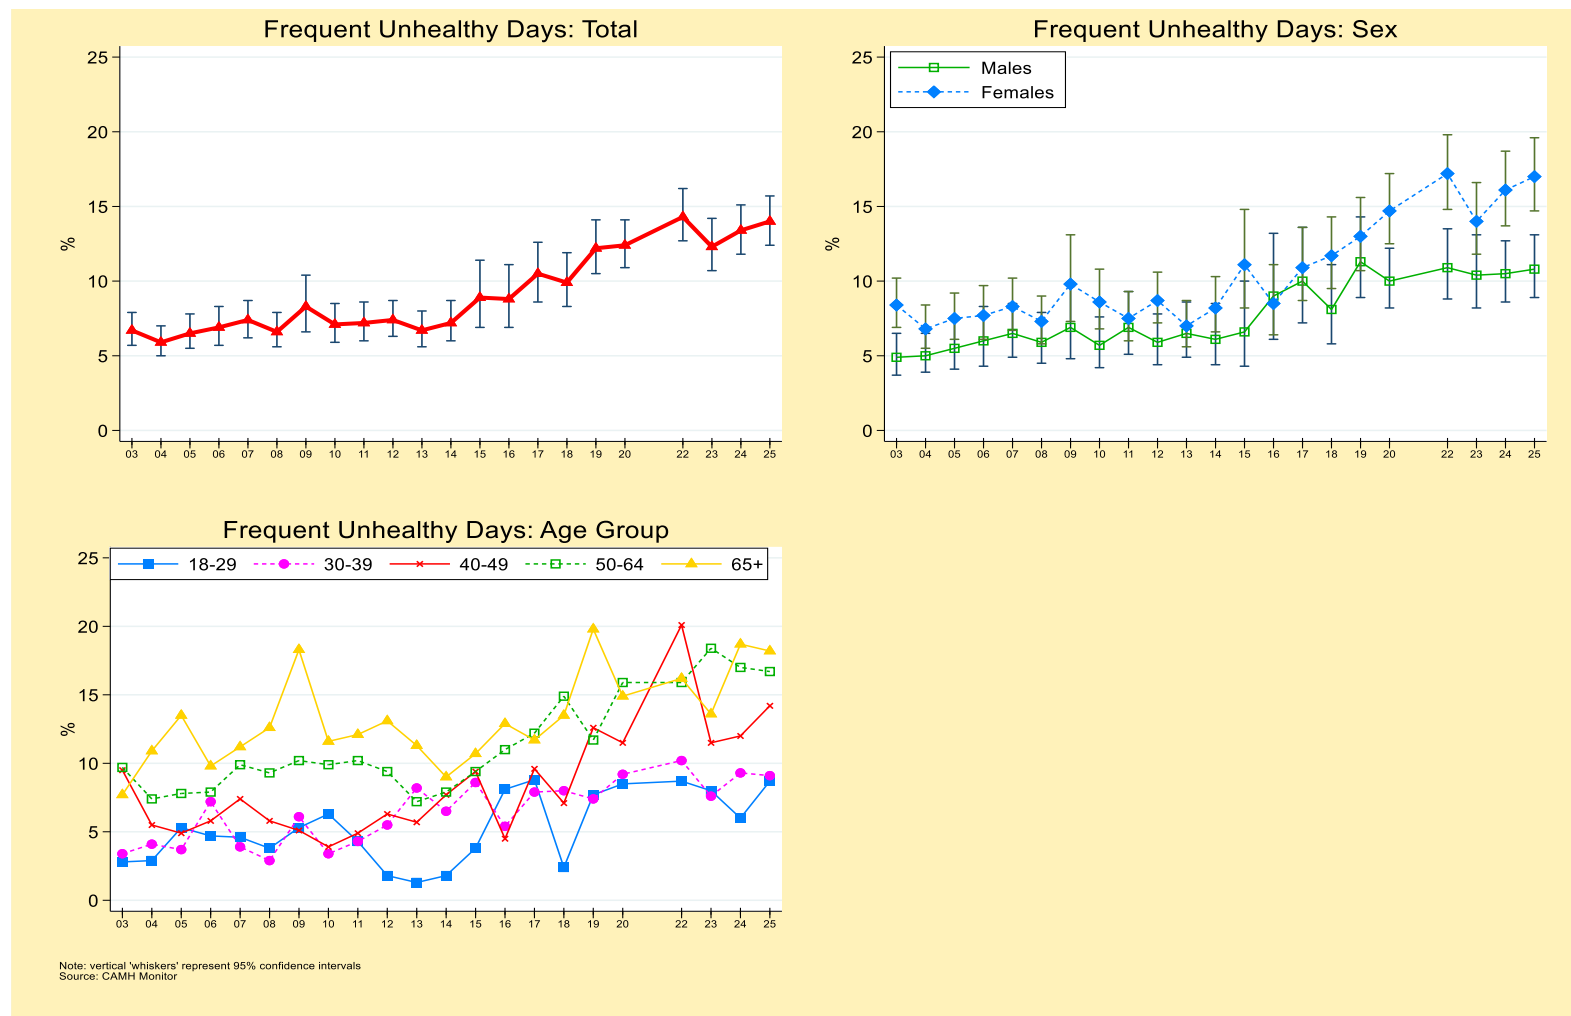 Frequent Unhealthy Days: Total
25
20
15
10
5
0
%
03 04 05 06 07 08 09 10 11 12 13 14 15 16 17 18 19 20 22 23 24 25
Frequent Unhealthy Days: Sex
Males
Females
25
20
15
10
5
0
%
03 04 05 06 07 08 09 10 11 12 13 14 15 16 17 18 19 20 22 23 24 25
Frequent Unhealthy Days: Age Group
18-29 30-39 40-49 50-64 65+
25
20
15
10
5
0
%
03 04 05 06 07 08 09 10 11 12 13 14 15 16 17 18 19 20 22 23 24 25
Note: vertical 'whiskers' represent 95% confidence intervals
Source: CAMH Monitor